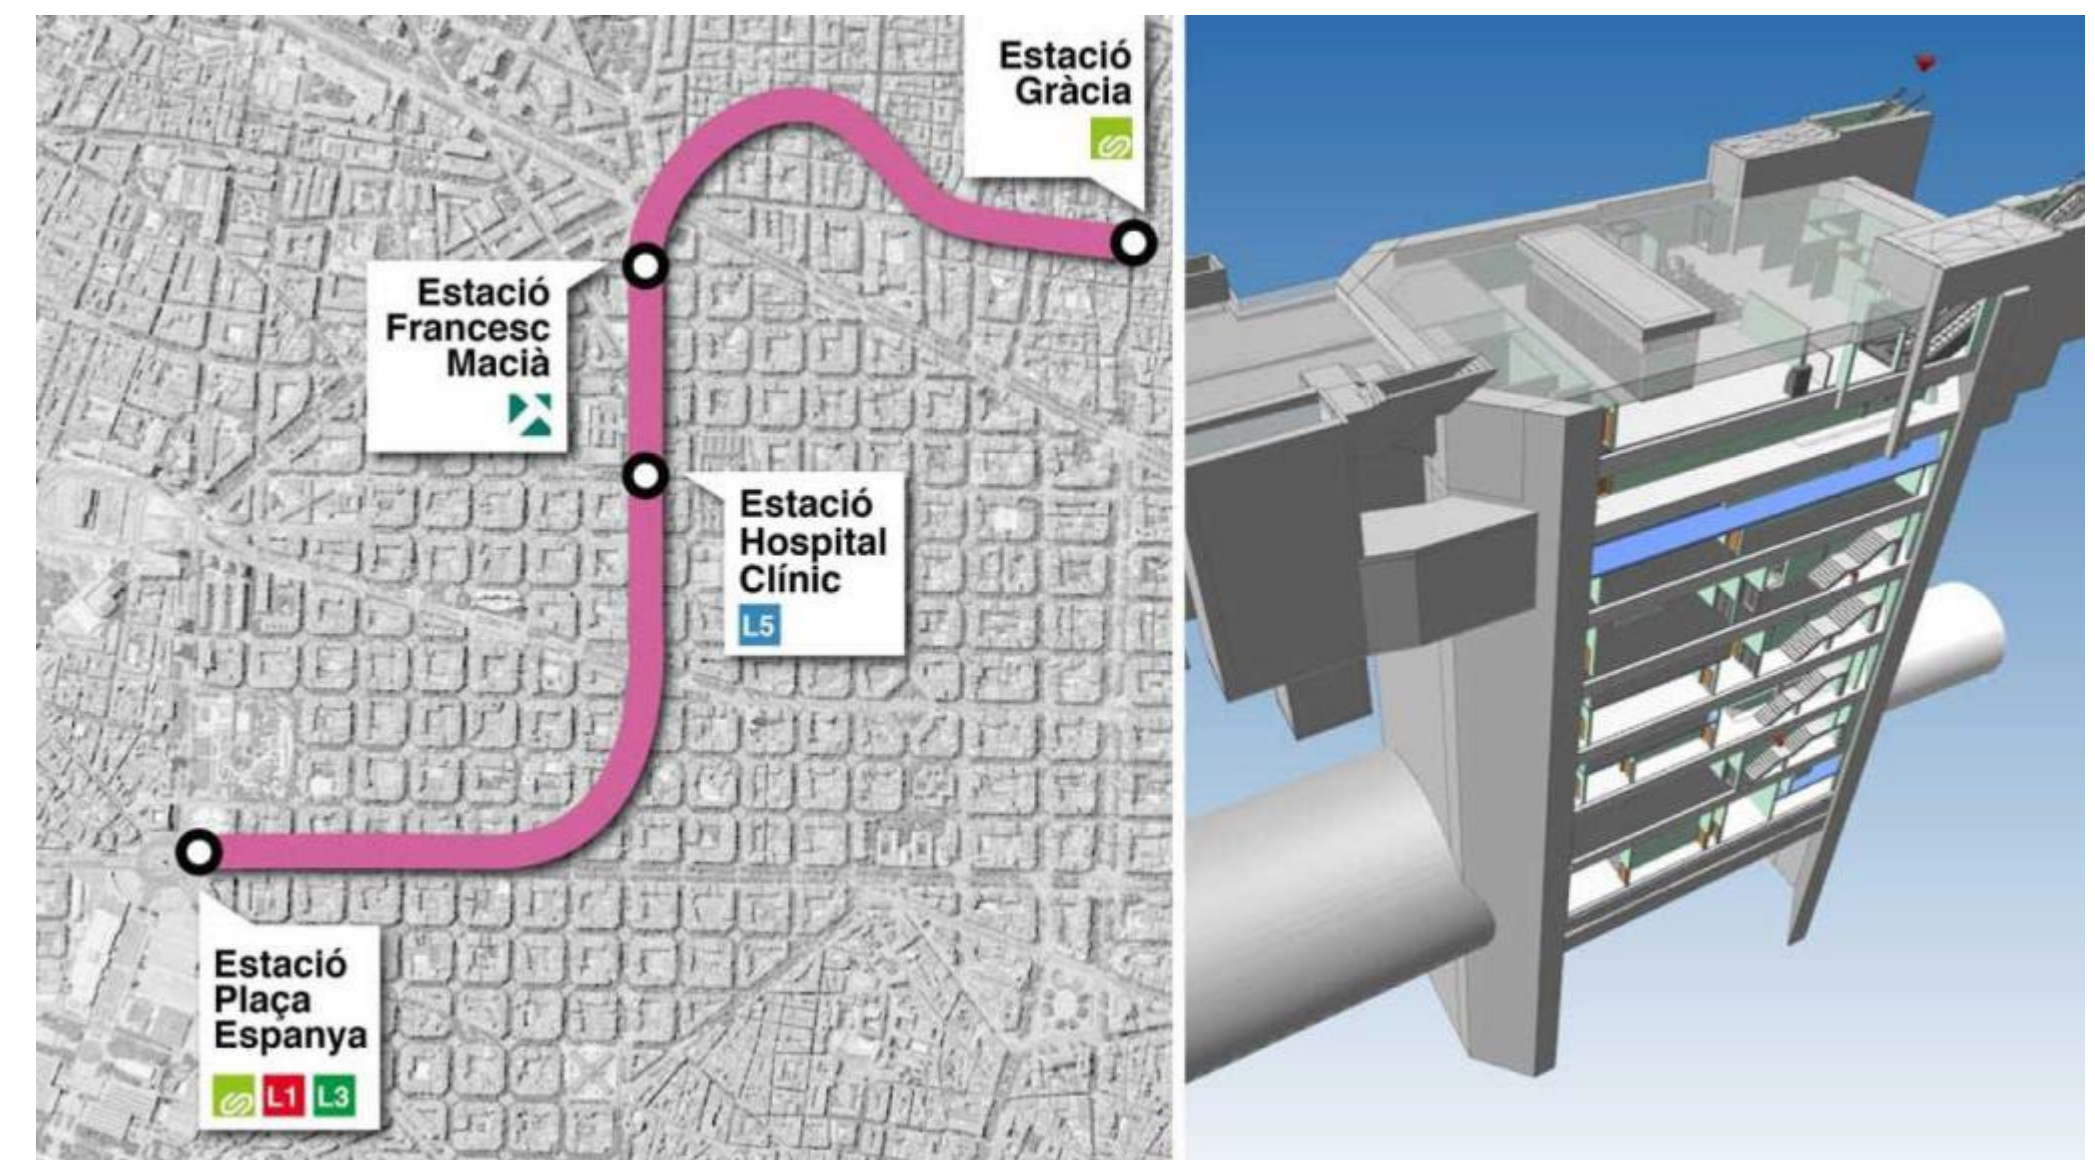 Estació
Gràcia
Estació
Francesc
Macià
Estació
Hospital
Clínic
L5
Estació
Plaça
Espanya
L1 L3